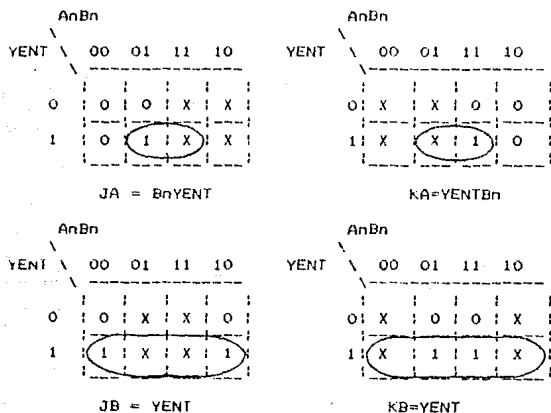 AnBn AnBn
YENT 00 01 11 10 YENT 00 01 11 10
0 0 0 X X 0 X X 0 0
1 0 1 X X 1 X X 1 0
JA = BnYENT KA=YENTBn
AnBn AnBn
YENT 00 01 11 10 YENT 00 01 11 10
0 0 X X 0 0 X 0 0 X
1 1 X X 1 1 X 1 1 X
JB = YENT KB=YENT